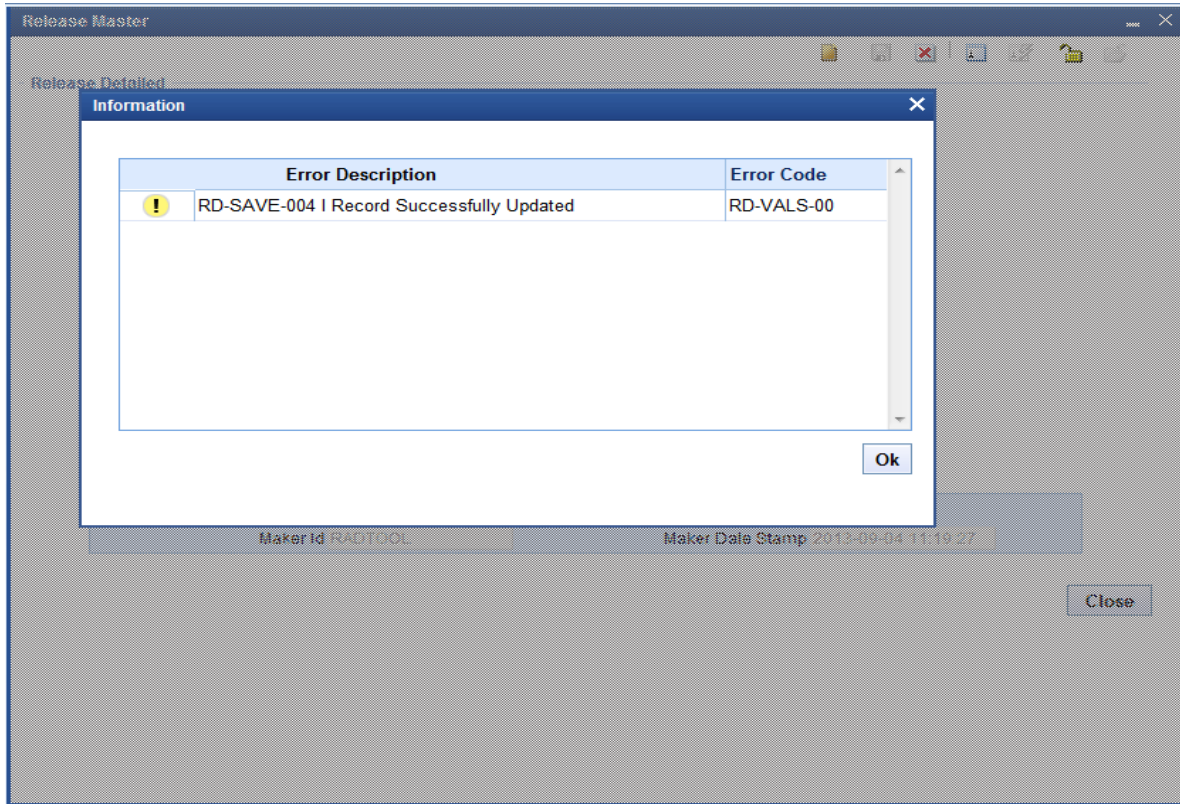 Release Master
Release Detailed
Information
Error Description Error Code
RD-SAVE-004 I Record Successfully Updated RD-VALS-00
Ok
Maker Id RADTOOL Maker Date Stamp 2013-09-04 11:19:27
Close